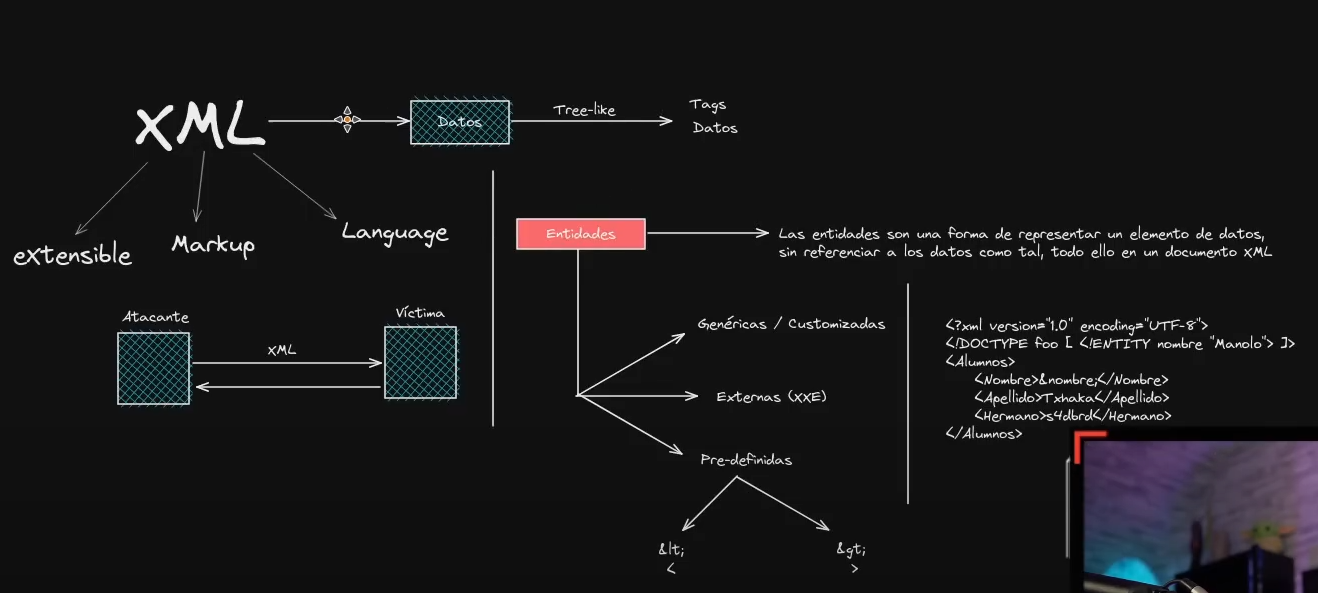 XML
Datos
Tree-like
Tags
Datos
eXtensible
Markup
Language
Atacante
Víctima
XML
Entidades
Las entidades son una forma de representar un elemento de datos,
sin referenciar a los datos como tal, todo ello en un documento XML
Genéricas / Customizadas
Externas (XXE)
Pre-definidas
&lt;
<
&gt;
>
<?xml version="1.0" encoding="UTF-8">
<!DOCTYPE foo [ <!ENTITY nombre "Manolo"> ]>
<Alumnos>
<Nombre>&nombre;</Nombre>
<Apellido>Txhaka</Apellido>
<Hermano>s4dbrd</Hermano>
</Alumnos>